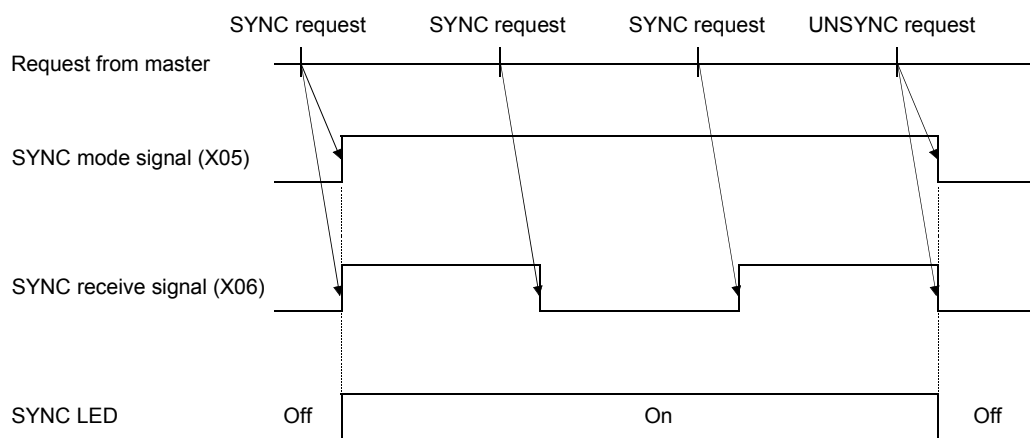 SYNC request SYNC request SYNC request UNSYNC request
Request from master
SYNC mode signal (X05)
SYNC receive signal (X06)
SYNC LED Off On Off